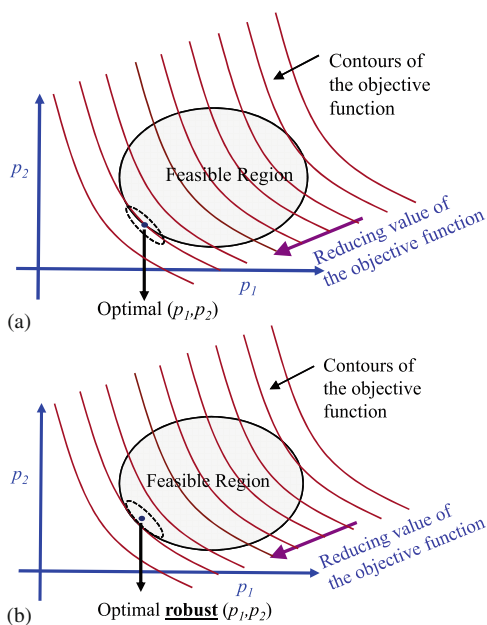 Contours of
the objective
function
p2
Feasible Region
Reducing value of
the objective function
p1
Optimal (p1,p2)
(a)
Contours of
the objective
function
p2
Feasible Region
Reducing value of
the objective function
p1
Optimal robust (p1,p2)
(b)